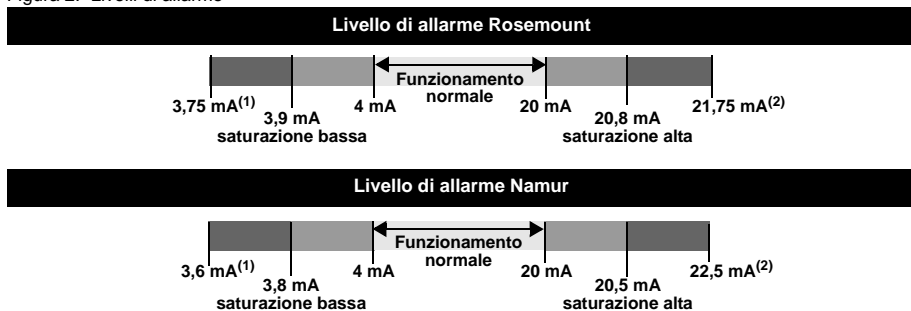 Livello di allarme Rosemount
Funzionamento
normale
3,75 mA(1)
3,9 mA
saturazione bassa
4 mA
20 mA
20,8 mA
saturazione alta
21,75 mA(2)
Livello di allarme Namur
Funzionamento
normale
3,6 mA(1)
3,8 mA
saturazione bassa
4 mA
20 mA
20,5 mA
saturazione alta
22,5 mA(2)